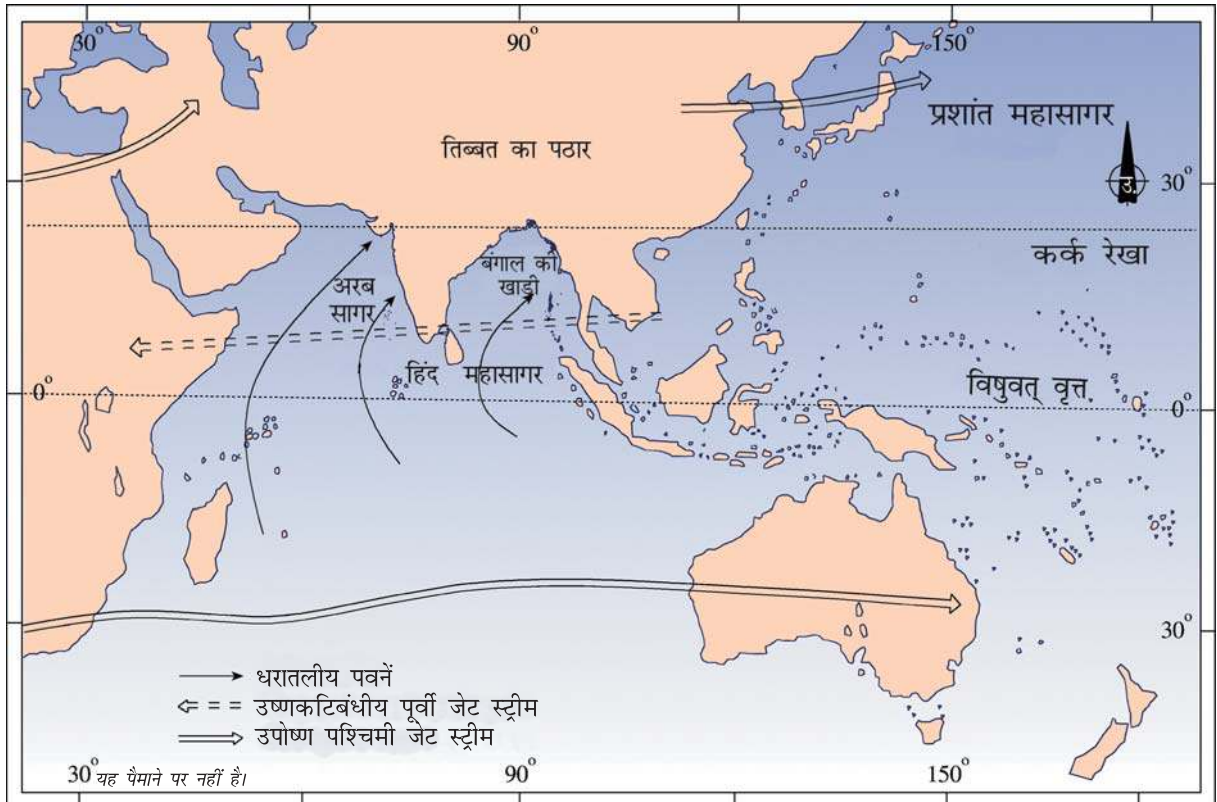 30°
90°
150°
प्रशांत महासागर
तिब्बत का पठार
उ.
30°
कर्क रेखा
बंगाल की
खाड़ी
अरब
सागर
हिंद महासागर
विषुवत् वृत्त
0°
0°
30°
धरातलीय पवनें
उष्णकटिबंधीय पूर्वी जेट स्ट्रीम
उपोष्ण पश्चिमी जेट स्ट्रीम
30°
यह पैमाने पर नहीं है।
90°
150°